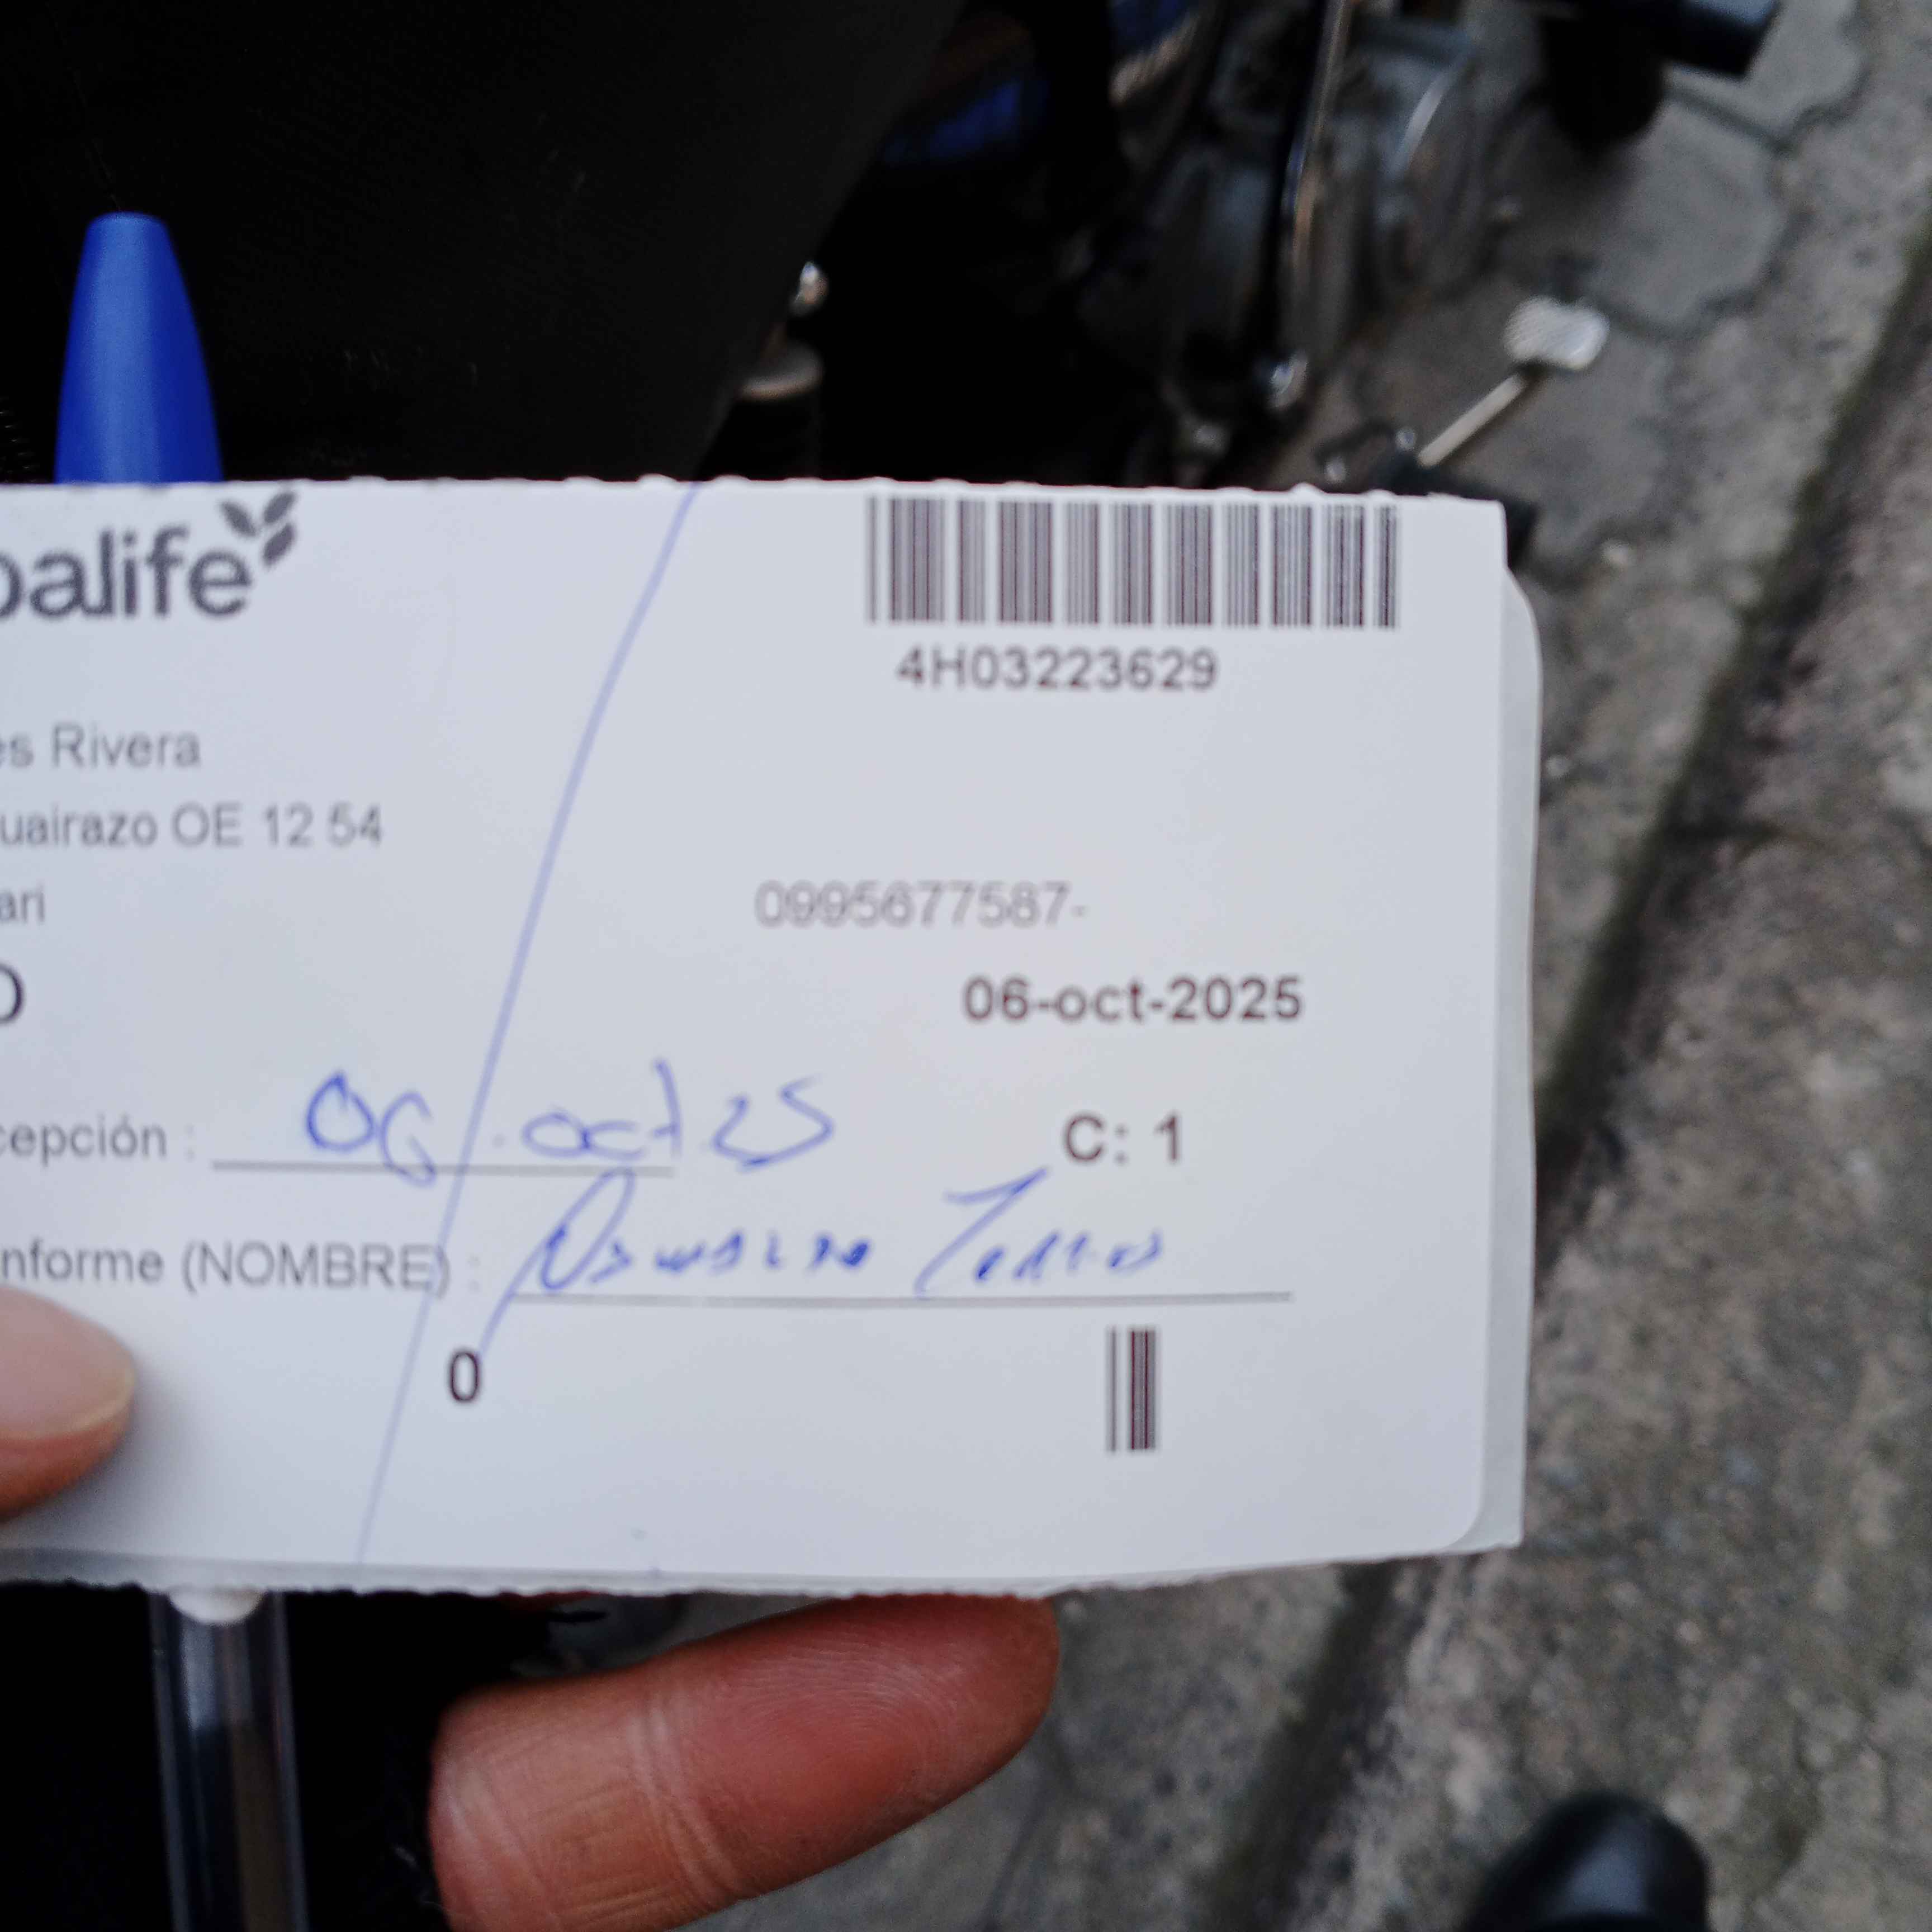 balife
4H03223629
es Rivera
uairazo OE 12 54
ari
0995677587-
06-oct-2025
cepción : 06 . oct 25
C: 1
nforme (NOMBRE) :
0